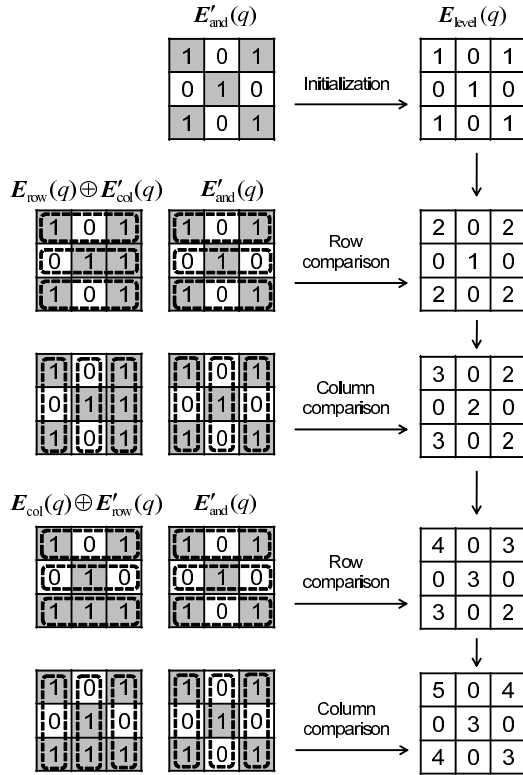 E′and(q) Elevel(q)
1 0 1 1 0 1
0 1 0 Initialization 0 1 0
1 0 1 1 0 1
Erow(q)⊕E′col(q) E′and(q)
1 0 1 1 0 1 2 0 2
0 1 1 0 1 0 Row comparison 0 1 0
1 0 1 1 0 1 2 0 2
1 0 1 1 0 1 3 0 2
0 1 1 0 1 0 Column comparison 0 2 0
1 0 1 1 0 1 3 0 2
Ecol(q)⊕E′row(q) E′and(q)
1 0 1 1 0 1 4 0 3
0 1 0 0 1 0 Row comparison 0 3 0
1 1 1 1 0 1 3 0 2
1 0 1 1 0 1 5 0 4
0 1 0 0 1 0 Column comparison 0 3 0
1 1 1 1 0 1 4 0 3